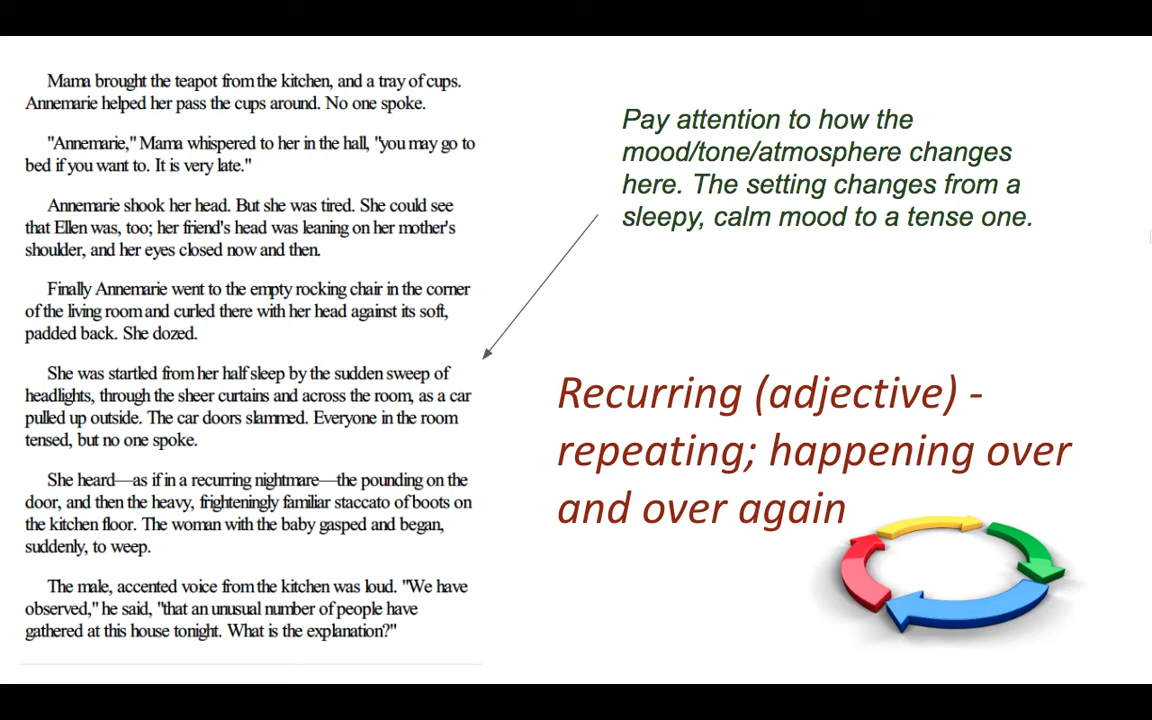 Mama brought the teapot from the kitchen, and a tray of cups.
Annemarie helped her pass the cups around. No one spoke.
"Annemarie," Mama whispered to her in the hall, "you may go to
bed if you want to. It is very late."
Annemarie shook her head. But she was tired. She could see
that Ellen was, too; her friend's head was leaning on her mother's
shoulder, and her eyes closed now and then.
Finally Annemarie went to the empty rocking chair in the corner
of the living room and curled there with her head against its soft,
padded back. She dozed.
She was startled from her half sleep by the sudden sweep of
headlights, through the sheer curtains and across the room, as a car
pulled up outside. The car doors slammed. Everyone in the room
tensed, but no one spoke.
She heard—as if in a recurring nightmare—the pounding on the
door, and then the heavy, frighteningly familiar staccato of boots on
the kitchen floor. The woman with the baby gasped and began,
suddenly, to weep.
The male, accented voice from the kitchen was loud. "We have
observed," he said, "that an unusual number of people have
gathered at this house tonight. What is the explanation?"
Pay attention to how the
mood/tone/atmosphere changes
here. The setting changes from a
sleepy, calm mood to a tense one.
Recurring (adjective) -
repeating; happening over
and over again